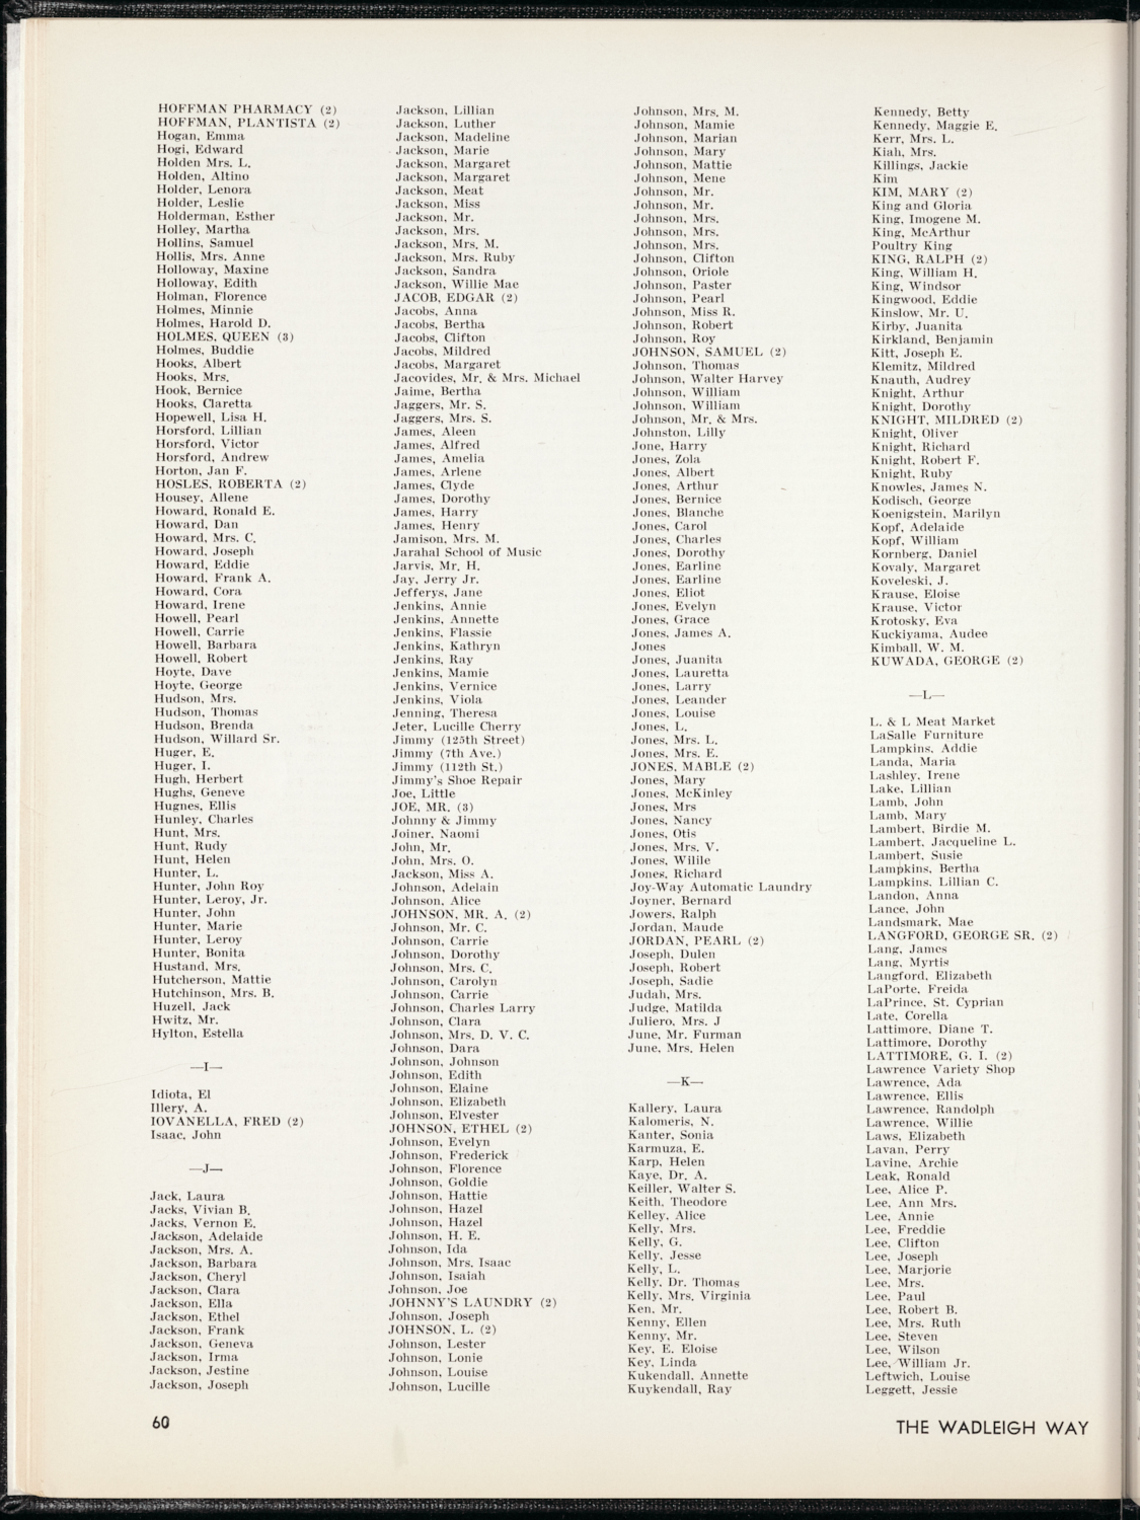 HOFFMAN PHARMACY (2)
HOFFMAN, PLANTISTA (2)
Hogan, Emma
Hogi, Edward
Holden Mrs. L.
Holden, Altino
Holder, Lenora
Holder, Leslie
Holderman, Esther
Holley, Martha
Hollins, Samuel
Hollis, Mrs. Anne
Holloway, Maxine
Holloway, Edith
Holman, Florence
Holmes, Minnie
Holmes, Harold D.
HOLMES, QUEEN (3)
Holmes, Buddie
Hooks, Albert
Hooks, Mrs.
Hook, Bernice
Hooks, Claretta
Hopewell, Lisa H.
Horsford, Lillian
Horsford, Victor
Horsford, Andrew
Horton, Jan F.
HOSLES, ROBERTA (2)
Housey, Allene
Howard, Ronald E.
Howard, Dan
Howard, Mrs. C.
Howard, Joseph
Howard, Eddie
Howard, Frank A.
Howard, Cora
Howard, Irene
Howell, Pearl
Howell, Carrie
Howell, Barbara
Howell, Robert
Hoyte, Dave
Hoyte, George
Hudson, Mrs.
Hudson, Thomas
Hudson, Brenda
Hudson, Willard Sr.
Huger, E.
Huger, I.
Hugh, Herbert
Hughs, Geneve
Hugnes, Ellis
Hunley, Charles
Hunt, Mrs.
Hunt, Rudy
Hunt, Helen
Hunter, L.
Hunter, John Roy
Hunter, Leroy, Jr.
Hunter, John
Hunter, Marie
Hunter, Leroy
Hunter, Bonita
Hustand, Mrs.
Hutcherson, Mattie
Hutchinson, Mrs. B.
Huzell, Jack
Hwitz, Mr.
Hylton, Estella
—I—
Idiota, El
Illery, A.
IOVANELLA, FRED (2)
Isaac, John
—J—
Jack, Laura
Jacks, Vivian B.
Jacks, Vernon E.
Jackson, Adelaide
Jackson, Mrs. A.
Jackson, Barbara
Jackson, Cheryl
Jackson, Clara
Jackson, Ella
Jackson, Ethel
Jackson, Frank
Jackson, Geneva
Jackson, Irma
Jackson, Jestine
Jackson, Joseph
Jackson, Lillian
Jackson, Luther
Jackson, Madeline
Jackson, Marie
Jackson, Margaret
Jackson, Margaret
Jackson, Meat
Jackson, Miss
Jackson, Mr.
Jackson, Mrs.
Jackson, Mrs. M.
Jackson, Mrs. Ruby
Jackson, Sandra
Jackson, Willie Mae
JACOB, EDGAR (2)
Jacobs, Anna
Jacobs, Bertha
Jacobs, Clifton
Jacobs, Mildred
Jacobs, Margaret
Jacovides, Mr. & Mrs. Michael
Jaime, Bertha
Jaggers, Mr. S.
Jaggers, Mrs. S.
James, Aleen
James, Alfred
James, Amelia
James, Arlene
James, Clyde
James, Dorothy
James, Harry
James, Henry
Jamison, Mrs. M.
Jarahal School of Music
Jarvis, Mr. H.
Jay, Jerry Jr.
Jefferys, Jane
Jenkins, Annie
Jenkins, Annette
Jenkins, Flassie
Jenkins, Kathryn
Jenkins, Ray
Jenkins, Mamie
Jenkins, Vernice
Jenkins, Viola
Jenning, Theresa
Jeter, Lucille Cherry
Jimmy (125th Street)
Jimmy (7th Ave.)
Jimmy (112th St.)
Jimmy's Shoe Repair
Joe, Little
JOE, MR. (3)
Johnny & Jimmy
Joiner, Naomi
John, Mr.
John, Mrs. O.
Jackson, Miss A.
Johnson, Adelain
Johnson, Alice
JOHNSON, MR. A. (2)
Johnson, Mr. C.
Johnson, Carrie
Johnson, Dorothy
Johnson, Mrs. C.
Johnson, Carolyn
Johnson, Carrie
Johnson, Charles Larry
Johnson, Clara
Johnson, Mrs. D. V. C.
Johnson, Dara
Johnson, Johnson
Johnson, Edith
Johnson, Elaine
Johnson, Elizabeth
Johnson, Elvester
JOHNSON, ETHEL (2)
Johnson, Evelyn
Johnson, Frederick
Johnson, Florence
Johnson, Goldie
Johnson, Hattie
Johnson, Hazel
Johnson, Hazel
Johnson, H. E.
Johnson, Ida
Johnson, Mrs. Isaac
Johnson, Isaiah
Johnson, Joe
JOHNNY'S LAUNDRY (2)
Johnson, Joseph
JOHNSON, L. (2)
Johnson, Lester
Johnson, Lonie
Johnson, Louise
Johnson, Lucille
Johnson, Mrs. M.
Johnson, Mamie
Johnson, Marian
Johnson, Mary
Johnson, Mattie
Johnson, Mene
Johnson, Mr.
Johnson, Mr.
Johnson, Mrs.
Johnson, Mrs.
Johnson, Mrs.
Johnson, Clifton
Johnson, Oriole
Johnson, Paster
Johnson, Pearl
Johnson, Miss R.
Johnson, Robert
Johnson, Roy
JOHNSON, SAMUEL (2)
Johnson, Thomas
Johnson, Walter Harvey
Johnson, William
Johnson, William
Johnson, Mr. & Mrs.
Johnston, Lilly
Jone, Harry
Jones, Zola
Jones, Albert
Jones, Arthur
Jones, Bernice
Jones, Blanche
Jones, Carol
Jones, Charles
Jones, Dorothy
Jones, Earline
Jones, Earline
Jones, Eliot
Jones, Evelyn
Jones, Grace
Jones, James A.
Jones
Jones, Juanita
Jones, Lauretta
Jones, Larry
Jones, Leander
Jones, Louise
Jones, L.
Jones, Mrs. L.
Jones, Mrs. E.
JONES, MABLE (2)
Jones, Mary
Jones, McKinley
Jones, Mrs
Jones, Nancy
Jones, Otis
Jones, Mrs. V.
Jones, Wilile
Jones, Richard
Joy-Way Automatic Laundry
Joyner, Bernard
Jowers, Ralph
Jordan, Maude
JORDAN, PEARL (2)
Joseph, Dulen
Joseph, Robert
Joseph, Sadie
Judah, Mrs.
Judge, Matilda
Juliero, Mrs. J
June, Mr. Furman
June, Mrs. Helen
—K—
Kallery, Laura
Kalomeris, N.
Kanter, Sonia
Karmuza, E.
Karp, Helen
Kaye, Dr. A.
Keiller, Walter S.
Keith, Theodore
Kelley, Alice
Kelly, Mrs.
Kelly, G.
Kelly, Jesse
Kelly, L.
Kelly, Dr. Thomas
Kelly, Mrs. Virginia
Ken, Mr.
Kenny, Ellen
Kenny, Mr.
Key, E. Eloise
Key, Linda
Kukendall, Annette
Kuykendall, Ray
Kennedy, Betty
Kennedy, Maggie E.
Kerr, Mrs. L.
Kiah, Mrs.
Killings, Jackie
Kim
KIM, MARY (2)
King and Gloria
King, Imogene M.
King, McArthur
Poultry King
KING, RALPH (2)
King, William H.
King, Windsor
Kingwood, Eddie
Kinslow, Mr. U.
Kirby, Juanita
Kirkland, Benjamin
Kitt, Joseph E.
Klemitz, Mildred
Knauth, Audrey
Knight, Arthur
Knight, Dorothy
KNIGHT, MILDRED (2)
Knight, Oliver
Knight, Richard
Knight, Robert F.
Knight, Ruby
Knowles, James N.
Kodisch, George
Koenigstein, Marilyn
Kopf, Adelaide
Kopf, William
Kornberg, Daniel
Kovaly, Margaret
Koveleski, J.
Krause, Eloise
Krause, Victor
Krotosky, Eva
Kuckiyama, Audee
Kimball, W. M.
KUWADA, GEORGE (2)
—L—
L. & L Meat Market
LaSalle Furniture
Lampkins, Addie
Landa, Maria
Lashley, Irene
Lake, Lillian
Lamb, John
Lamb, Mary
Lambert, Birdie M.
Lambert, Jacqueline L.
Lambert, Susie
Lampkins, Bertha
Lampkins, Lillian C.
Landon, Anna
Lance, John
Landsmark, Mae
LANGFORD, GEORGE SR. (2)
Lang, James
Lang, Myrtis
Langford, Elizabeth
LaPorte, Freida
LaPrince, St. Cyprian
Late, Corella
Lattimore, Diane T.
Lattimore, Dorothy
LATTIMORE, G. I. (2)
Lawrence Variety Shop
Lawrence, Ada
Lawrence, Ellis
Lawrence, Randolph
Lawrence, Willie
Laws, Elizabeth
Lavan, Perry
Lavine, Archie
Leak, Ronald
Lee, Alice P.
Lee, Ann Mrs.
Lee, Annie
Lee, Freddie
Lee, Clifton
Lee, Joseph
Lee, Marjorie
Lee, Mrs.
Lee, Paul
Lee, Robert B.
Lee, Mrs. Ruth
Lee, Steven
Lee, Wilson
Lee, William Jr.
Leftwich, Louise
Leggett, Jessie
60
THE WADLEIGH WAY